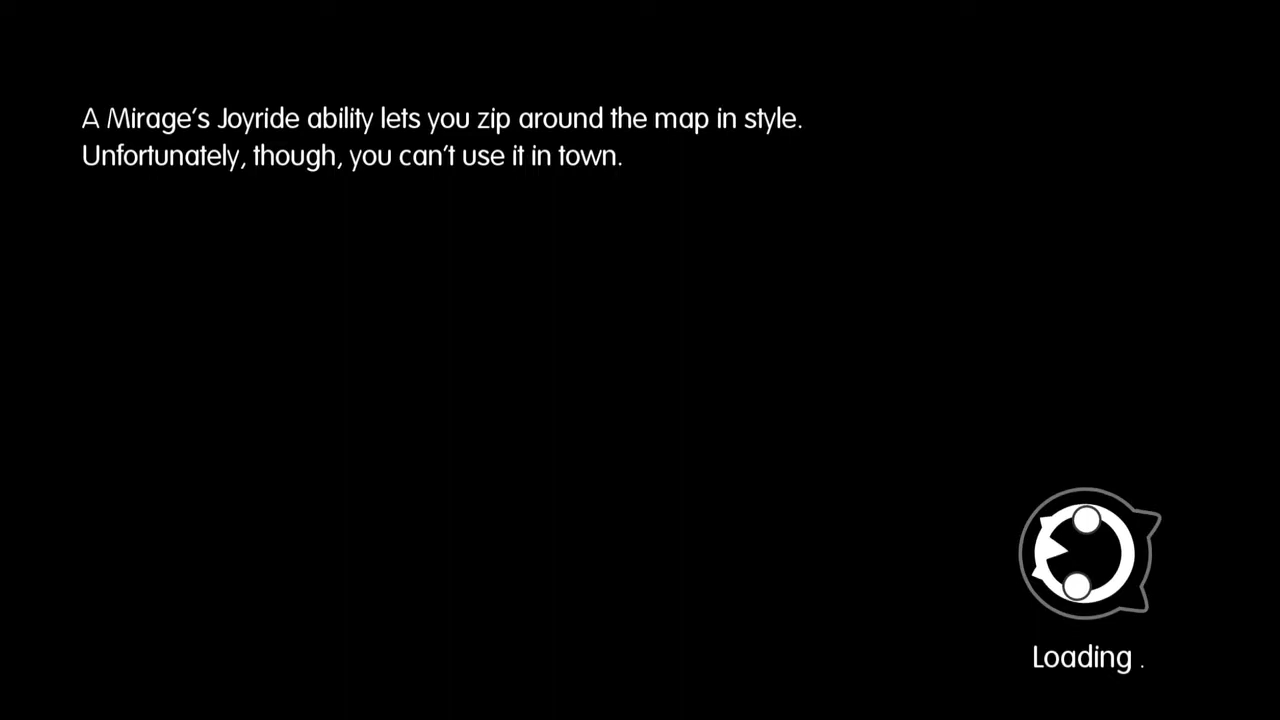 A Mirage's Joyride ability lets you zip around the map in style.
Unfortunately, though, you can't use it in town.
Loading .